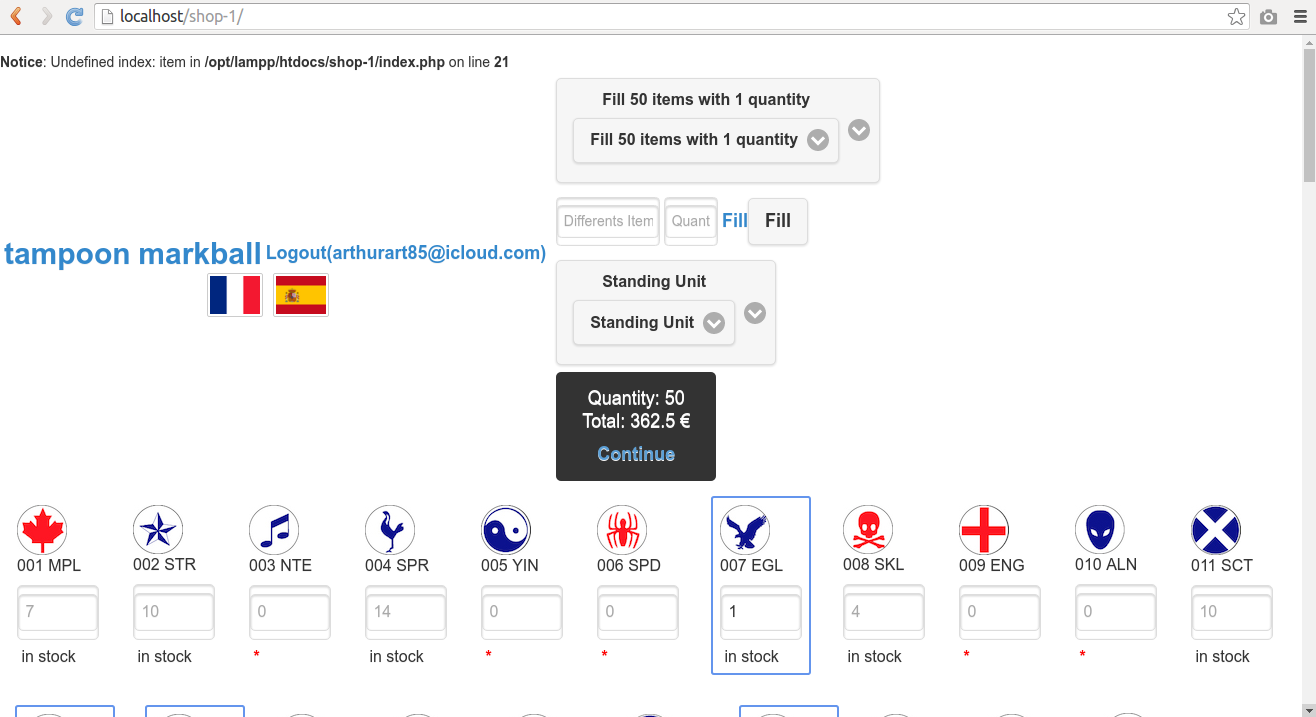 localhost/shop-1/
Notice: Undefined index: item in /opt/lampp/htdocs/shop-1/index.php on line 21
Fill 50 items with 1 quantity
Fill 50 items with 1 quantity
Differents Item
Quant
Fill
Fill
tampoon markball Logout(arthurart85@icloud.com)
Standing Unit
Standing Unit
Quantity: 50
Total: 362.5 €
Continue
001 MPL 002 STR 003 NTE 004 SPR 005 YIN 006 SPD 007 EGL 008 SKL 009 ENG 010 ALN 011 SCT
7 10 0 14 0 0 1 4 0 0 10
in stock in stock * in stock * * in stock in stock * * in stock